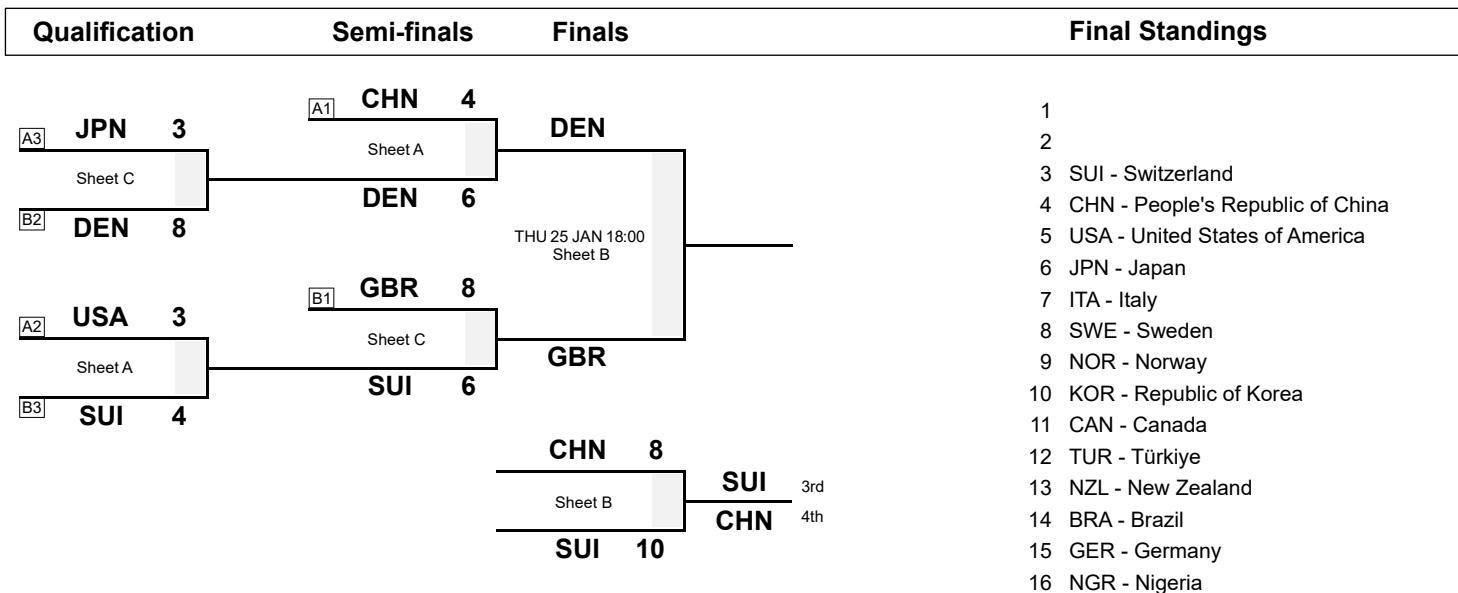 Qualification Semi-finals Finals Final Standings
A3 JPN 3
Sheet C
B2 DEN 8
A2 USA 3
Sheet A
B3 SUI 4
A1 CHN 4
Sheet A
DEN 6
B1 GBR 8
Sheet C
SUI 6
DEN
THU 25 JAN 18:00
Sheet B
GBR
CHN 8
Sheet B
SUI 10
SUI 3rd
CHN 4th
1
2
3 SUI - Switzerland
4 CHN - People's Republic of China
5 USA - United States of America
6 JPN - Japan
7 ITA - Italy
8 SWE - Sweden
9 NOR - Norway
10 KOR - Republic of Korea
11 CAN - Canada
12 TUR - Türkiye
13 NZL - New Zealand
14 BRA - Brazil
15 GER - Germany
16 NGR - Nigeria